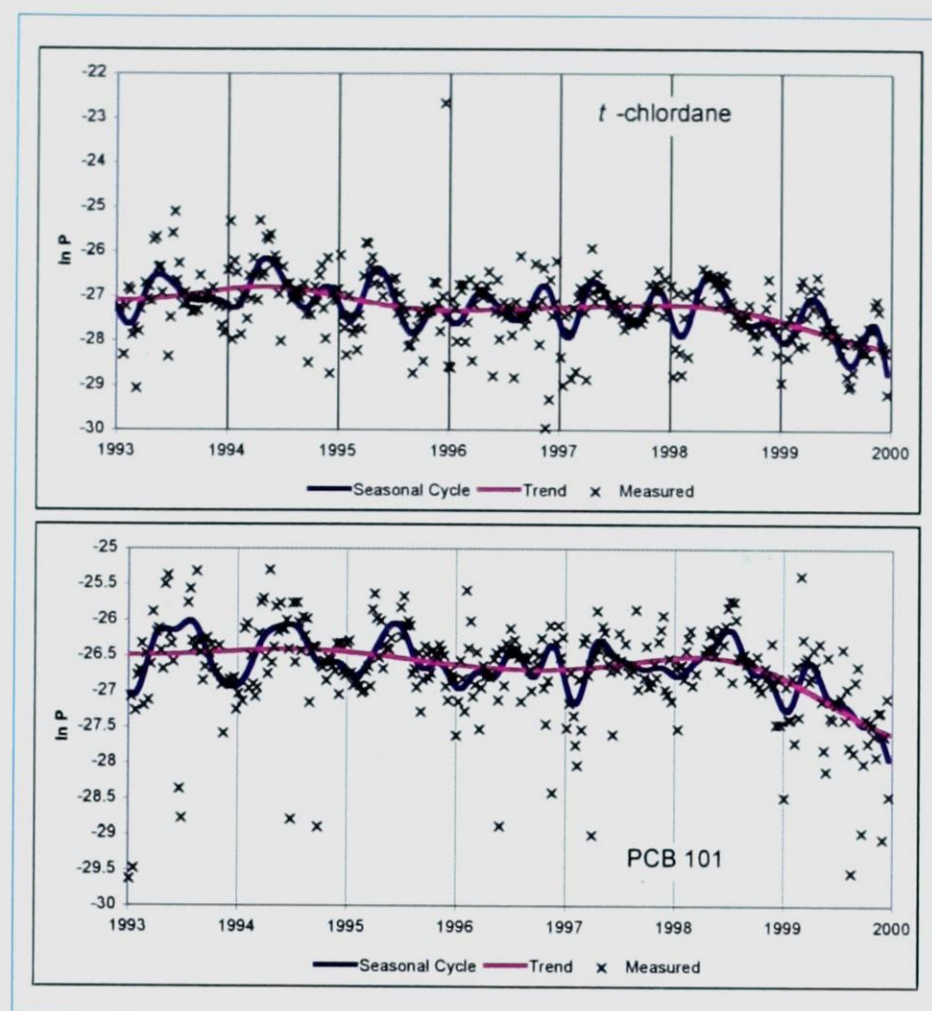 t -chlordane
ln P
-22
-23
-24
-25
-26
-27
-28
-29
-30
1993 1994 1995 1996 1997 1998 1999 2000
Seasonal Cycle Trend × Measured
PCB 101
ln P
-25
-25.5
-26
-26.5
-27
-27.5
-28
-28.5
-29
-29.5
-30
1993 1994 1995 1996 1997 1998 1999 2000
Seasonal Cycle Trend × Measured